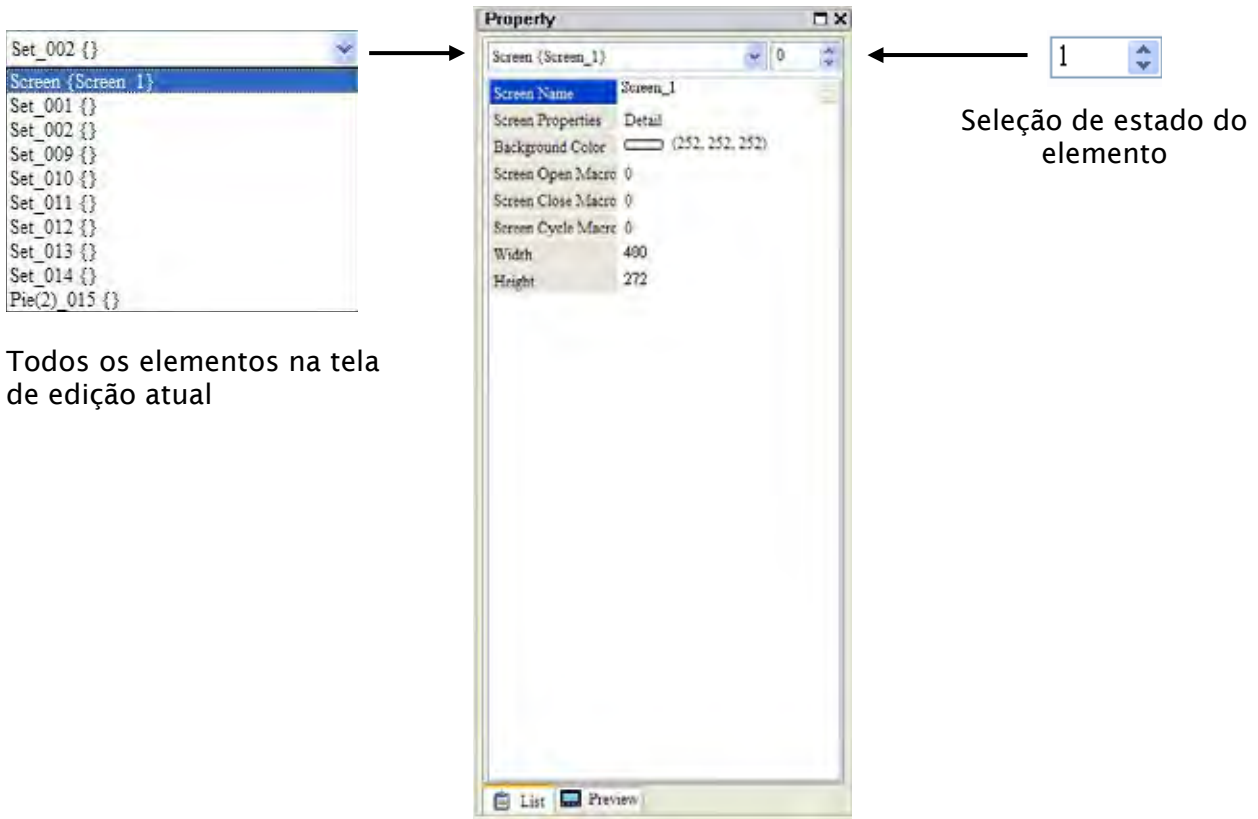 Set_002 {}
Screen {Screen_1}
Set_001 {}
Set_002 {}
Set_009 {}
Set_010 {}
Set_011 {}
Set_012 {}
Set_013 {}
Set_014 {}
Pie(2)_015 {}
Todos os elementos na tela
de edição atual
Property
Screen {Screen_1} 0
Screen Name Screen_1
Screen Properties Detail
Background Color (252, 252, 252)
Screen Open Macro 0
Screen Close Macro 0
Screen Cycle Macro 0
Width 480
Height 272
List Preview
1
Seleção de estado do
elemento